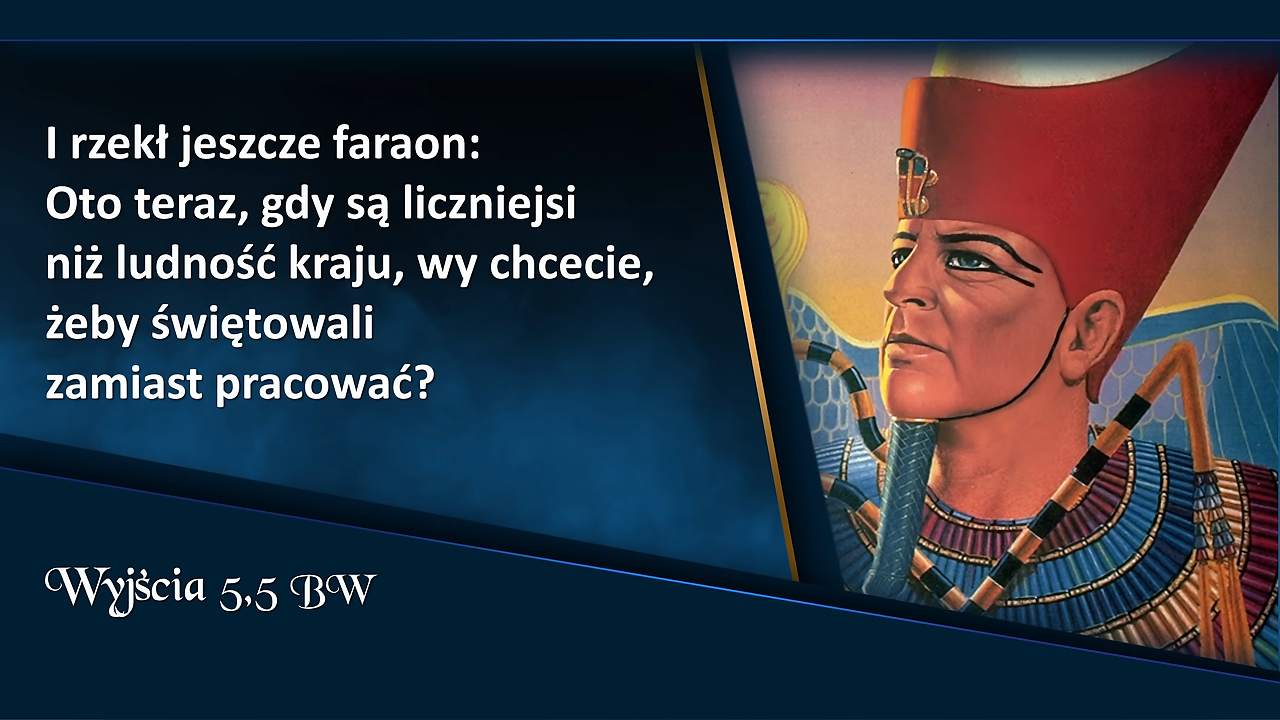 I rzekł jeszcze faraon:
Oto teraz, gdy są liczniejsi
niż ludność kraju, wy chcecie,
żeby świętowali
zamiast pracować?
Wyjścia 5,5 BW